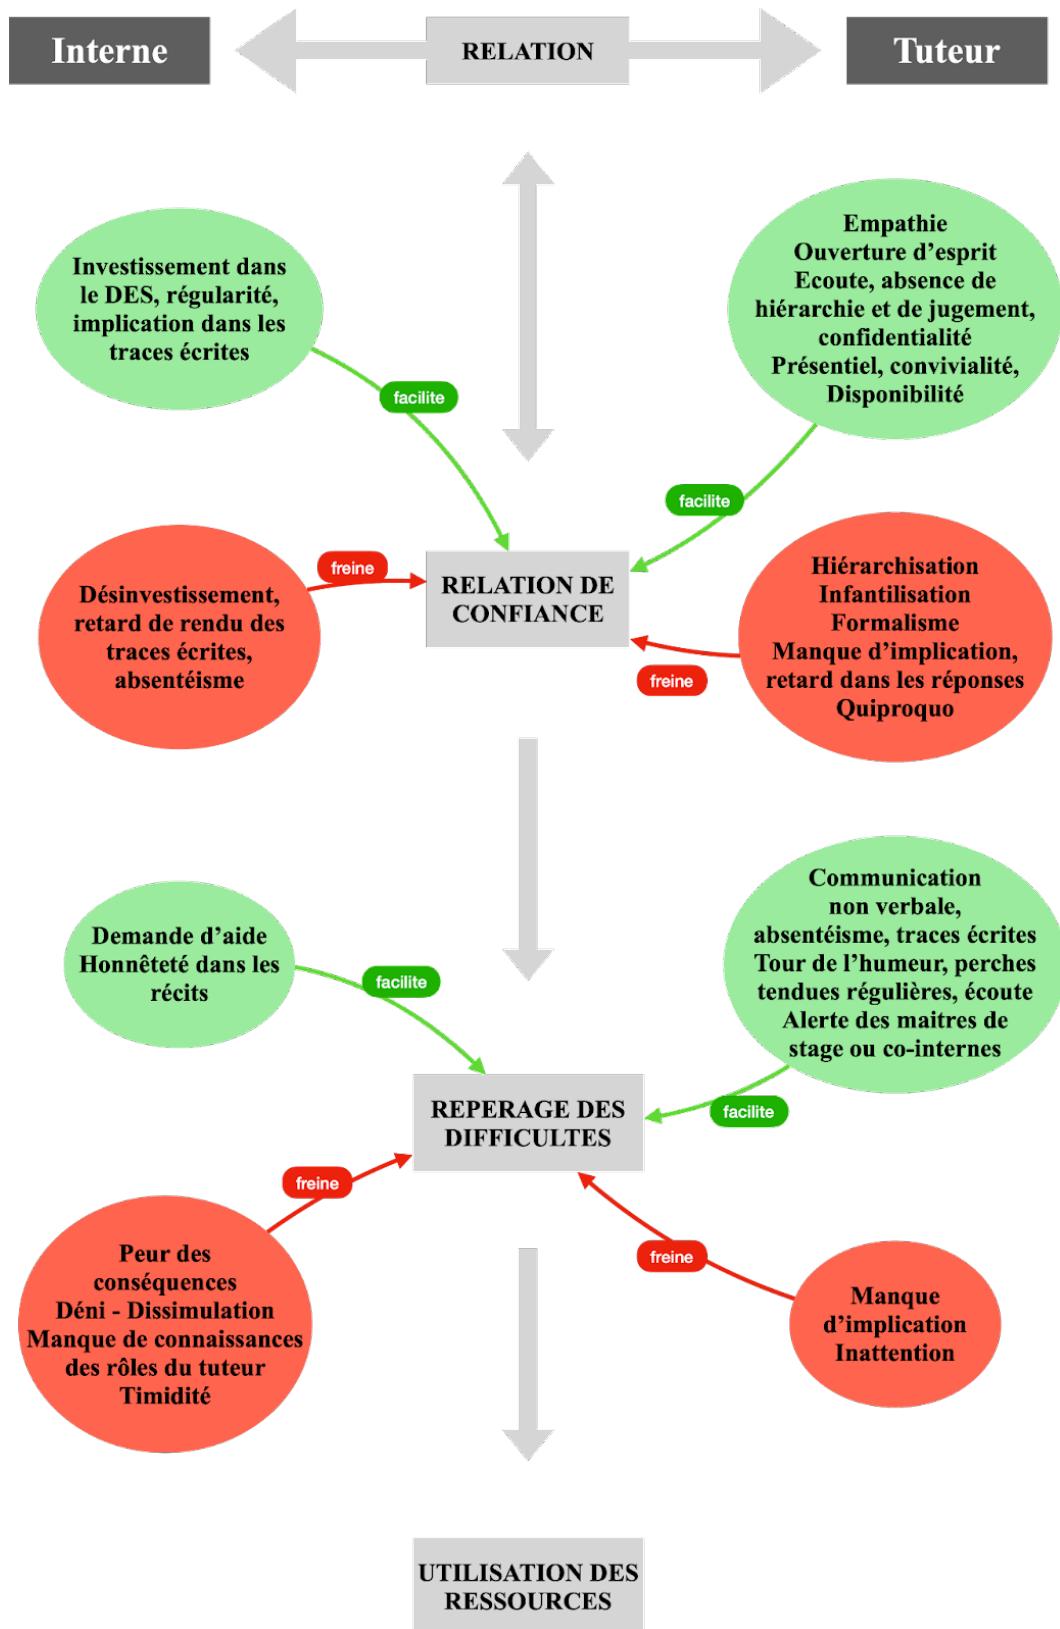 Interne
RELATION
Tuteur
Investissement dans
le DES, régularité,
implication dans les
traces écrites
facilite
Empathie
Ouverture d’esprit
Ecoute, absence de
hiérarchie et de jugement,
confidentialité
Présentiel, convivialité,
Disponibilité
facilite
Désinvestissement,
retard de rendu des
traces écrites,
absentéisme
freine
RELATION DE
CONFIANCE
Hiérarchisation
Infantilisation
Formalisme
Manque d’implication,
retard dans les réponses
Quiproquo
freine
Demande d’aide
Honnêteté dans les
récits
facilite
Communication
non verbale,
absentéisme, traces écrites
Tour de l’humeur, perches
tendues régulières, écoute
Alerte des maitres de
stage ou co-internes
facilite
REPERAGE DES
DIFFICULTES
Peur des
conséquences
Déni - Dissimulation
Manque de connaissances
des rôles du tuteur
Timidité
freine
Manque
d’implication
Inattention
freine
UTILISATION DES
RESSOURCES